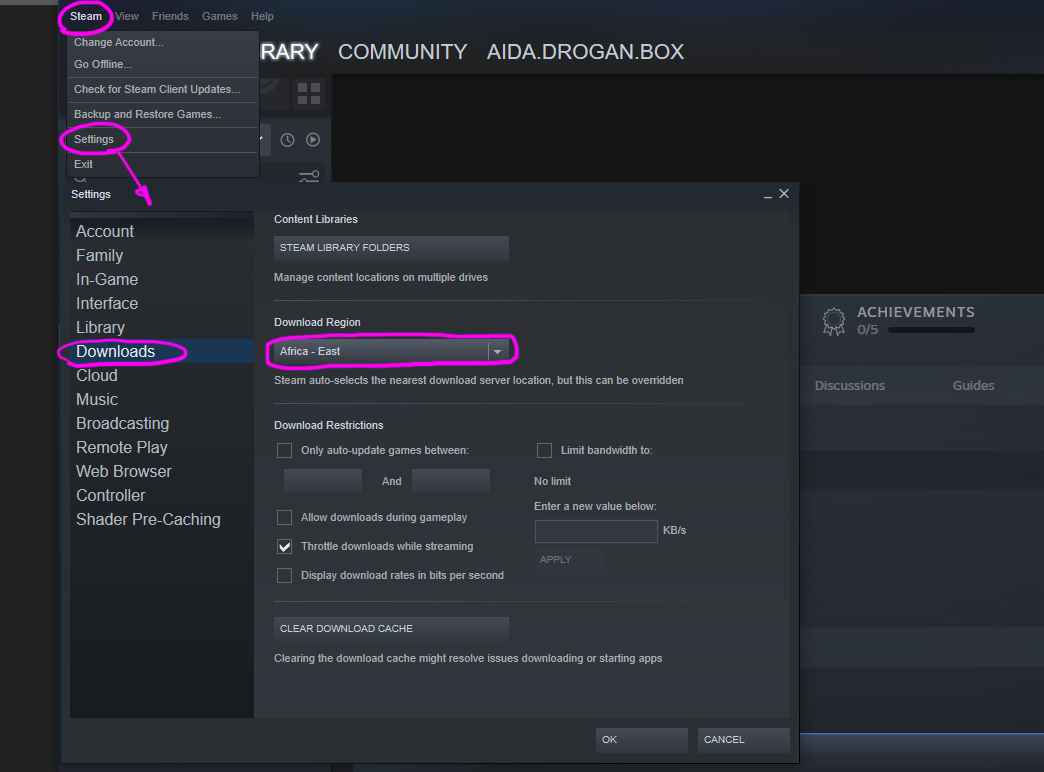 Steam View Friends Games Help
Change Account...
Go Offline...
Check for Steam Client Updates...
Backup and Restore Games...
Settings
Exit
RARY COMMUNITY AIDA.DROGAN.BOX
Settings
Account
Family
In-Game
Interface
Library
Downloads
Cloud
Music
Broadcasting
Remote Play
Web Browser
Controller
Shader Pre-Caching
Content Libraries
STEAM LIBRARY FOLDERS
Manage content locations on multiple drives
Download Region
Africa - East
Steam auto-selects the nearest download server location, but this can be overridden
Download Restrictions
Only auto-update games between:
And
Allow downloads during gameplay
Throttle downloads while streaming
Display download rates in bits per second
Limit bandwidth to:
No limit
Enter a new value below:
KB/s
APPLY
CLEAR DOWNLOAD CACHE
Clearing the download cache might resolve issues downloading or starting apps
OK CANCEL
ACHIEVEMENTS
0/5
Discussions Guides